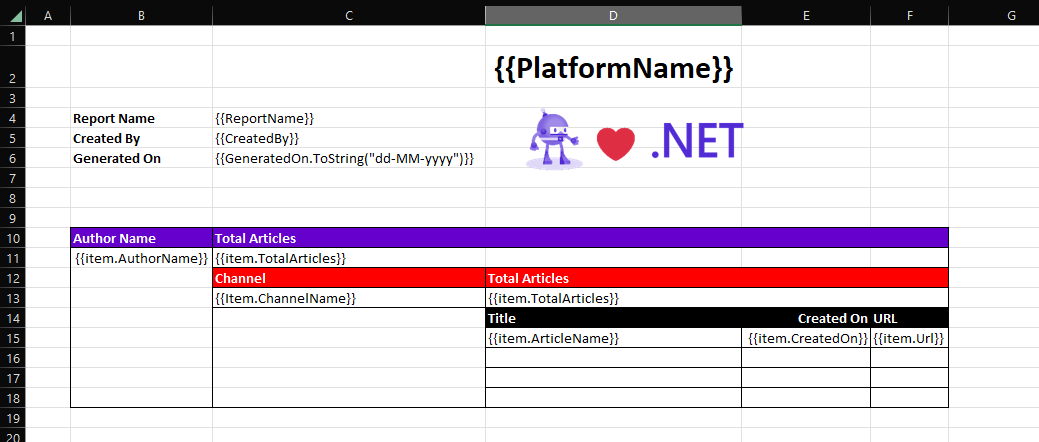 A B C D E F G
1
2 {{PlatformName}}
3
4 Report Name {{ReportName}}
5 Created By {{CreatedBy}}
6 Generated On {{GeneratedOn.ToString("dd-MM-yyyy")}}
.NET
7
8
9
10 Author Name Total Articles
11 {{item.AuthorName}} {{item.TotalArticles}}
12 Channel Total Articles
13 {{Item.ChannelName}} {{item.TotalArticles}}
14 Title Created On URL
15 {{item.ArticleName}} {{item.CreatedOn}} {{item.Url}}
16
17
18
19
20